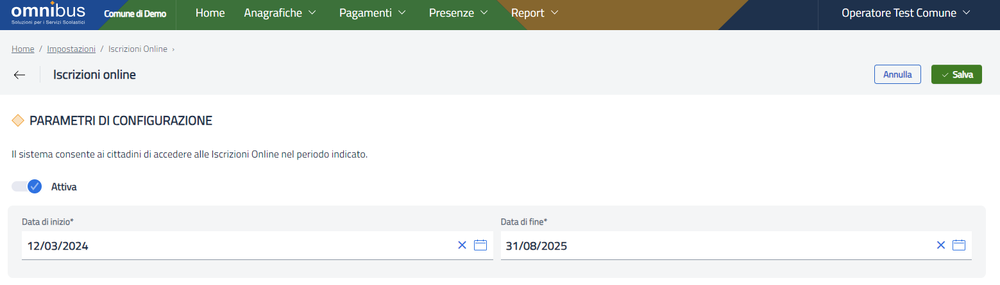 omnibus
Soluzioni per i Servizi Scolastici
Comune di Demo
Home Anagrafiche Pagamenti Presenze Report
Operatore Test Comune
Home / Impostazioni / Iscrizioni Online ›
Iscrizioni online
Annulla
Salva
PARAMETRI DI CONFIGURAZIONE
Il sistema consente ai cittadini di accedere alle Iscrizioni Online nel periodo indicato.
Attiva
Data di inizio*
12/03/2024
Data di fine*
31/08/2025